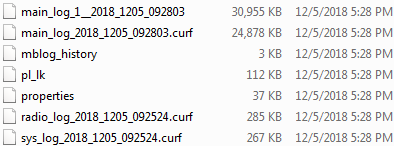 main_log_1__2018_1205_092803 30,955 KB 12/5/2018 5:28 PM
main_log_2018_1205_092803.curf 24,878 KB 12/5/2018 5:28 PM
mblog_history 3 KB 12/5/2018 5:28 PM
pl_lk 112 KB 12/5/2018 5:28 PM
properties 37 KB 12/5/2018 5:28 PM
radio_log_2018_1205_092524.curf 285 KB 12/5/2018 5:28 PM
sys_log_2018_1205_092524.curf 267 KB 12/5/2018 5:28 PM